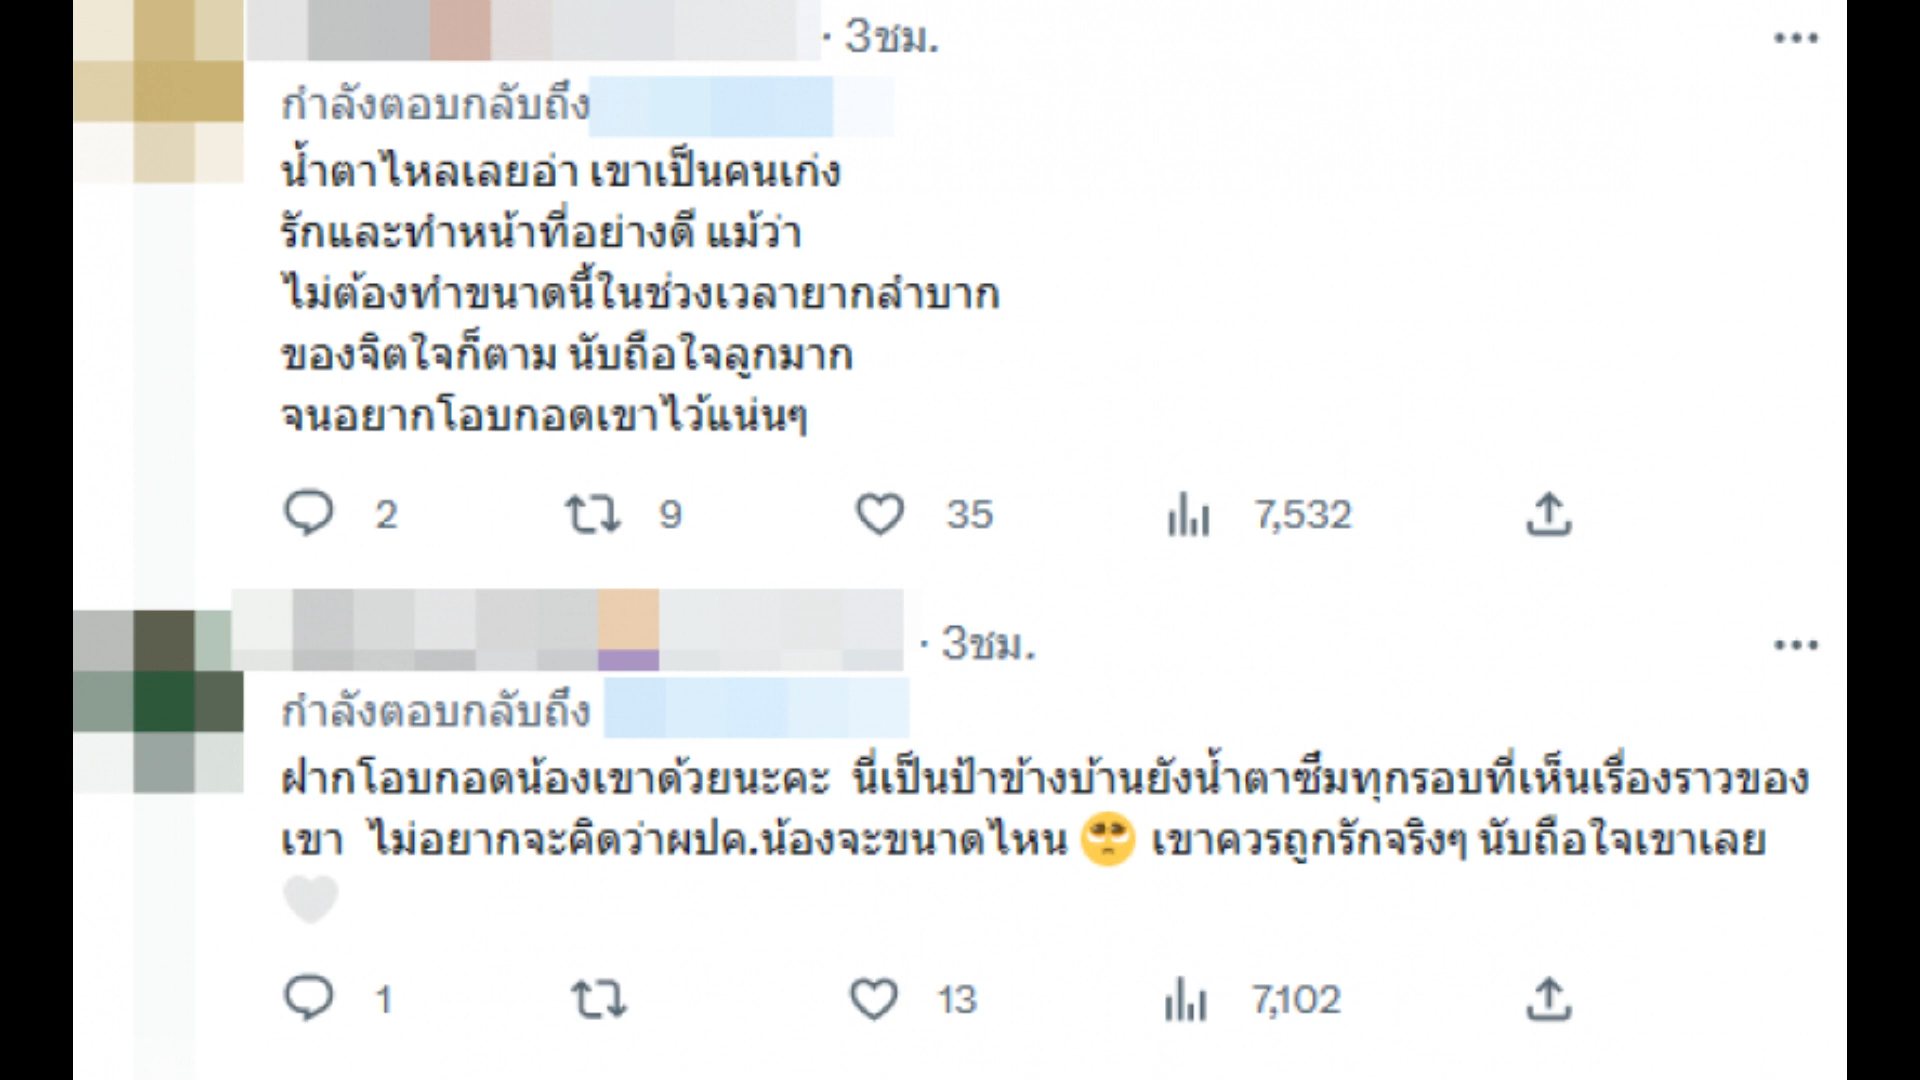 · 3ชม.
กำลังตอบกลับถึง
น้ำตาไหลเลยอ่า เขาเป็นคนเก่ง
รักและทำหน้าที่อย่างดี แม้ว่า
ไม่ต้องทำขนาดนี้ในช่วงเวลายากลำบาก
ของจิตใจก็ตาม นับถือใจลูกมาก
จนอยากโอบกอดเขาไว้แน่นๆ
2 9 35 7,532
· 3ชม.
กำลังตอบกลับถึง
ฝากโอบกอดน้องเขาด้วยนะคะ นี่เป็นป้าข้างบ้านยังน้ำตาซึมทุกรอบที่เห็นเรื่องราวของ
เขา ไม่อยากจะคิดว่าผปค.น้องจะขนาดไหน 🥺 เขาควรถูกรักจริงๆ นับถือใจเขาเลย
🤍
1 13 7,102